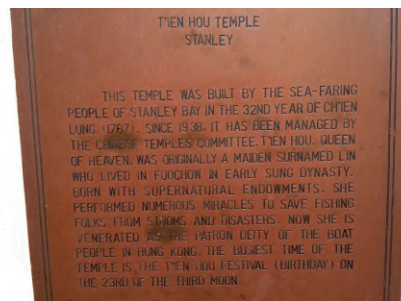 T'IEN HOU TEMPLE
STANLEY
THIS TEMPLE WAS BUILT BY THE SEA-FARING
PEOPLE OF STANLEY BAY IN THE 32ND YEAR OF CH'IEN
LUNG (1767). SINCE 1938, IT HAS BEEN MANAGED BY
THE CHINESE TEMPLES COMMITTEE. T'IEN HOU, QUEEN
OF HEAVEN, WAS ORIGINALLY A MAIDEN SURNAMED LIN
WHO LIVED IN FOOCHOW IN EARLY SUNG DYNASTY.
BORN WITH SUPERNATURAL ENDOWMENTS, SHE
PERFORMED NUMEROUS MIRACLES TO SAVE FISHING
FOLKS FROM STROMS AND DISASTERS. NOW SHE IS
VENERATED AS THE PATRON DEITY OF THE BOAT
PEOPLE IN HONG KONG. THE BUSIEST TIME OF THE
TEMPLE IS THE T'IEN HOU FESTIVAL (BIRTHDAY) ON
THE 23RD OF THE THIRD MOON.